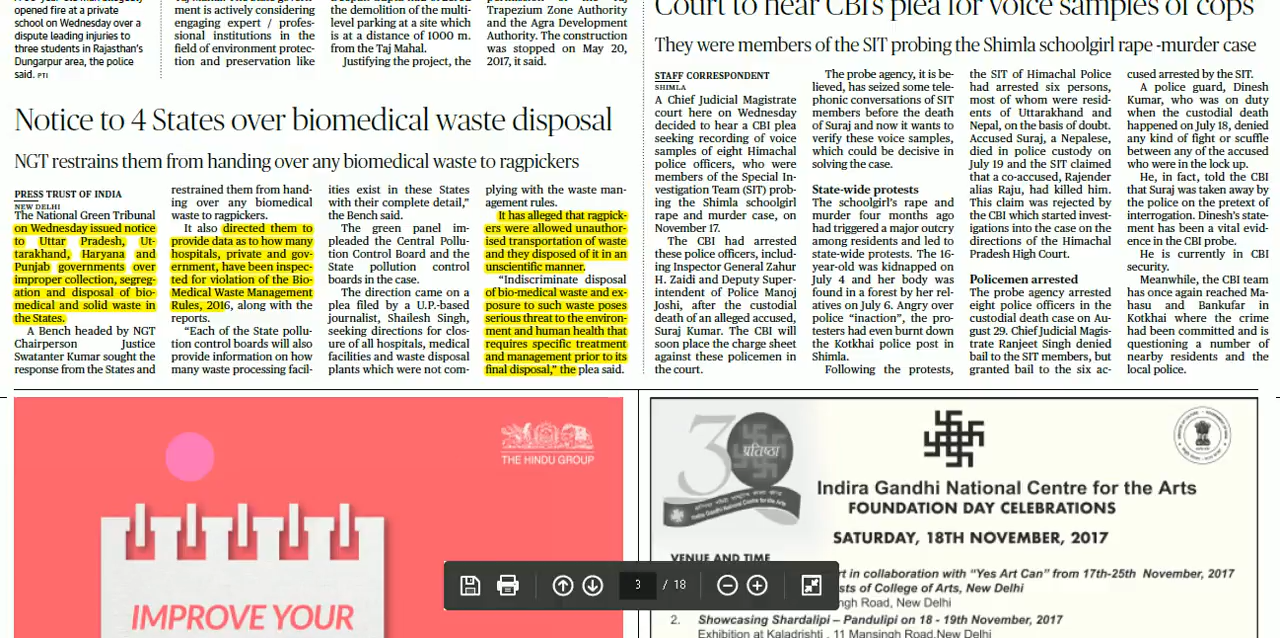 opened fire at a private
school on Wednesday over a
dispute leading injuries to
three students in Rajasthan's
Dungarpur area, the police
said. PTI
ment is actively considering
engaging expert / profes-
sional institutions in the
field of environment protec-
tion and preservation like
demolition of the multi-
level parking at a site which
is at a distance of 1000 m.
from the Taj Mahal.
Justifying the project, the
Trapezium Zone Authority
and the Agra Development
Authority. The construction
was stopped on May 20,
2017, it said.
Notice to 4 States over biomedical waste disposal
NGT restrains them from handing over any biomedical waste to ragpickers
PRESS TRUST OF INDIA
NEW DELHI
The National Green Tribunal
on Wednesday issued notice
to Uttar Pradesh, Ut-
tarakhand, Haryana and
Punjab governments over
improper collection, segreg-
ation and disposal of bio-
medical and solid waste in
the States.
A Bench headed by NGT
Chairperson Justice
Swatanter Kumar sought the
response from the States and
restrained them from hand-
ing over any biomedical
waste to ragpickers.
It also directed them to
provide data as to how many
hospitals, private and gov-
ernment, have been inspec-
ted for violation of the Bio-
Medical Waste Management
Rules, 2016, along with the
reports.
"Each of the State pollu-
tion control boards will also
provide information on how
many waste processing facil-
ities exist in these States
with their complete detail,"
the Bench said.
The green panel im-
pleaded the Central Pollu-
tion Control Board and the
State pollution control
boards in the case.
The direction came on a
plea filed by a U.P.-based
journalist, Shailesh Singh,
seeking directions for clos-
ure of all hospitals, medical
facilities and waste disposal
plants which were not com-
plying with the waste man-
agement rules.
It has alleged that ragpick-
ers were allowed unauthor-
ised transportation of waste
and they disposed of it in an
unscientific manner.
"Indiscriminate disposal
of bio-medical waste and ex-
posure to such waste poses
serious threat to the environ-
ment and human health that
requires specific treatment
and management prior to its
final disposal," the plea said.
Court to hear CBI's plea for voice samples of cops
They were members of the SIT probing the Shimla schoolgirl rape -murder case
STAFF CORRESPONDENT
SHIMLA
A Chief Judicial Magistrate
court here on Wednesday
decided to hear a CBI plea
seeking recording of voice
samples of eight Himachal
police officers, who were
members of the Special In-
vestigation Team (SIT) prob-
ing the Shimla schoolgirl
rape and murder case, on
November 17.
The CBI had arrested
these police officers, includ-
ing Inspector General Zahur
H. Zaidi and Deputy Super-
intendent of Police Manoj
Joshi, after the custodial
death of an alleged accused,
Suraj Kumar. The CBI will
soon place the charge sheet
against these policemen in
the court.
The probe agency, it is be-
lieved, has seized some tele-
phonic conversations of SIT
members before the death
of Suraj and now it wants to
verify these voice samples,
which could be decisive in
solving the case.
State-wide protests
The schoolgirl's rape and
murder four months ago
had triggered a major outcry
among residents and led to
state-wide protests. The 16-
year-old was kidnapped on
July 4 and her body was
found in a forest by her rel-
atives on July 6. Angry over
police "inaction", the pro-
testers had even burnt down
the Kotkhai police post in
Shimla.
Following the protests,
the SIT of Himachal Police
had arrested six persons,
most of whom were resid-
ents of Uttarakhand and
Nepal, on the basis of doubt.
Accused Suraj, a Nepalese,
died in police custody on
July 19 and the SIT claimed
that a co-accused, Rajender
alias Raju, had killed him.
This claim was rejected by
the CBI which started invest-
igations into the case on the
directions of the Himachal
Pradesh High Court.
Policemen arrested
The probe agency arrested
eight police officers in the
custodial death case on Au-
gust 29. Chief Judicial Magis-
trate Ranjeet Singh denied
bail to the SIT members, but
granted bail to the six ac-
cused arrested by the SIT.
A police guard, Dinesh
Kumar, who was on duty
when the custodial death
happened on July 18, denied
any kind of fight or scuffle
between any of the accused
who were in the lock up.
He, in fact, told the CBI
that Suraj was taken away by
the police on the pretext of
interrogation. Dinesh's state-
ment has been a vital evid-
ence in the CBI probe.
He is currently in CBI
security.
Meanwhile, the CBI team
has once again reached Ma-
hasu and Bankufar in
Kotkhai where the crime
had been committed and is
questioning a number of
nearby residents and the
local police.
THE HINDU GROUP
IMPROVE YOUR
30
प्रतिष्ठा
Indira Gandhi National Centre for the Arts
Indira Gandhi National Centre for the Arts
FOUNDATION DAY CELEBRATIONS
SATURDAY, 18TH NOVEMBER, 2017
VENUE AND TIME
rt in collaboration with "Yes Art Can" from 17th-25th November, 2017
sts of College of Arts, New Delhi
ngh Road, New Delhi
2. Showcasing Shardalipi – Pandulipi on 18 - 19th November, 2017
Exhibition at Kaladrishti , 11 Mansingh Road,New Delhi
3 / 18